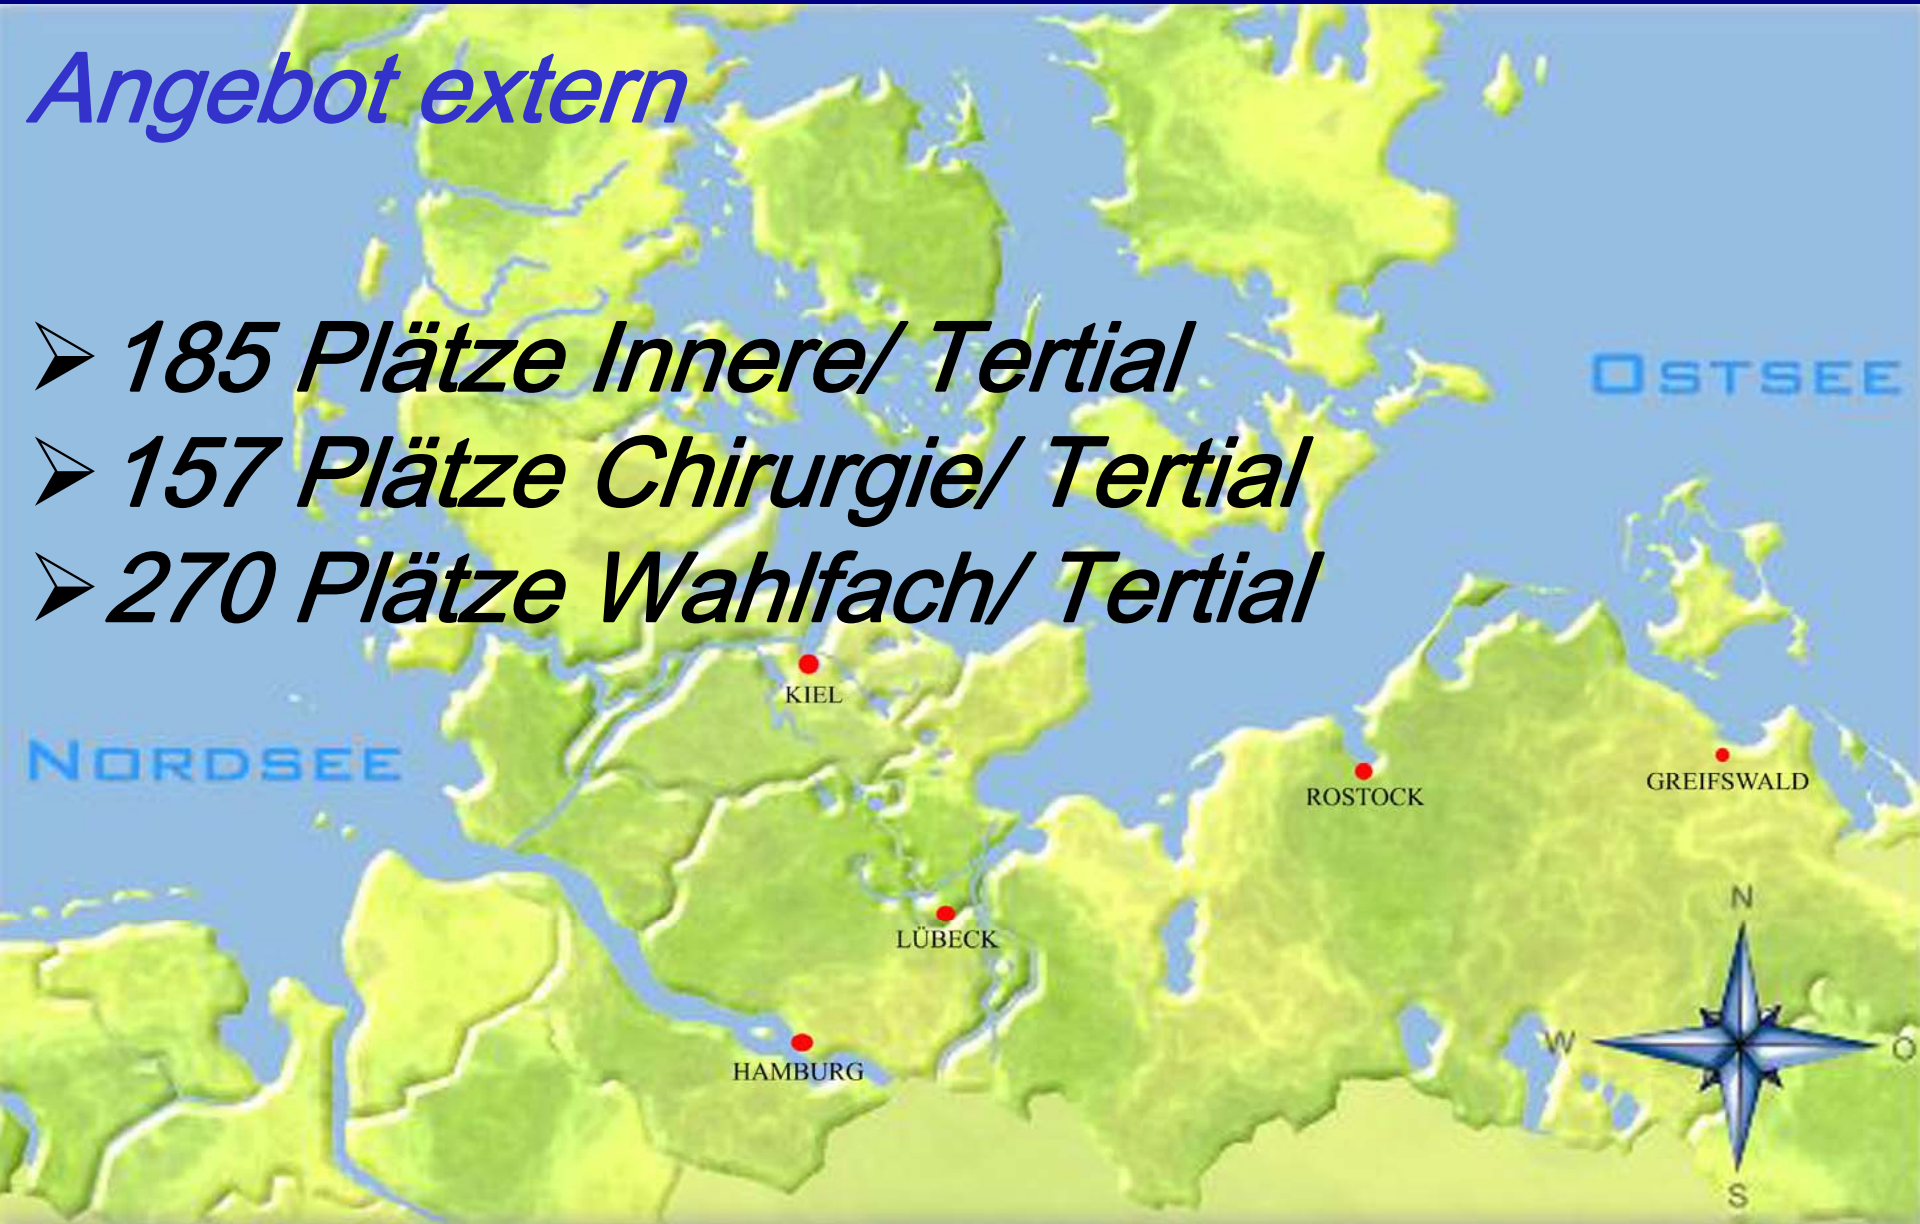 Angebot extern
➢ 185 Plätze Innere/ Tertial
➢ 157 Plätze Chirurgie/ Tertial
➢ 270 Plätze Wahlfach/ Tertial
OSTSEE
NORDSEE
KIEL
ROSTOCK
GREIFSWALD
LÜBECK
HAMBURG
N
W
O
S